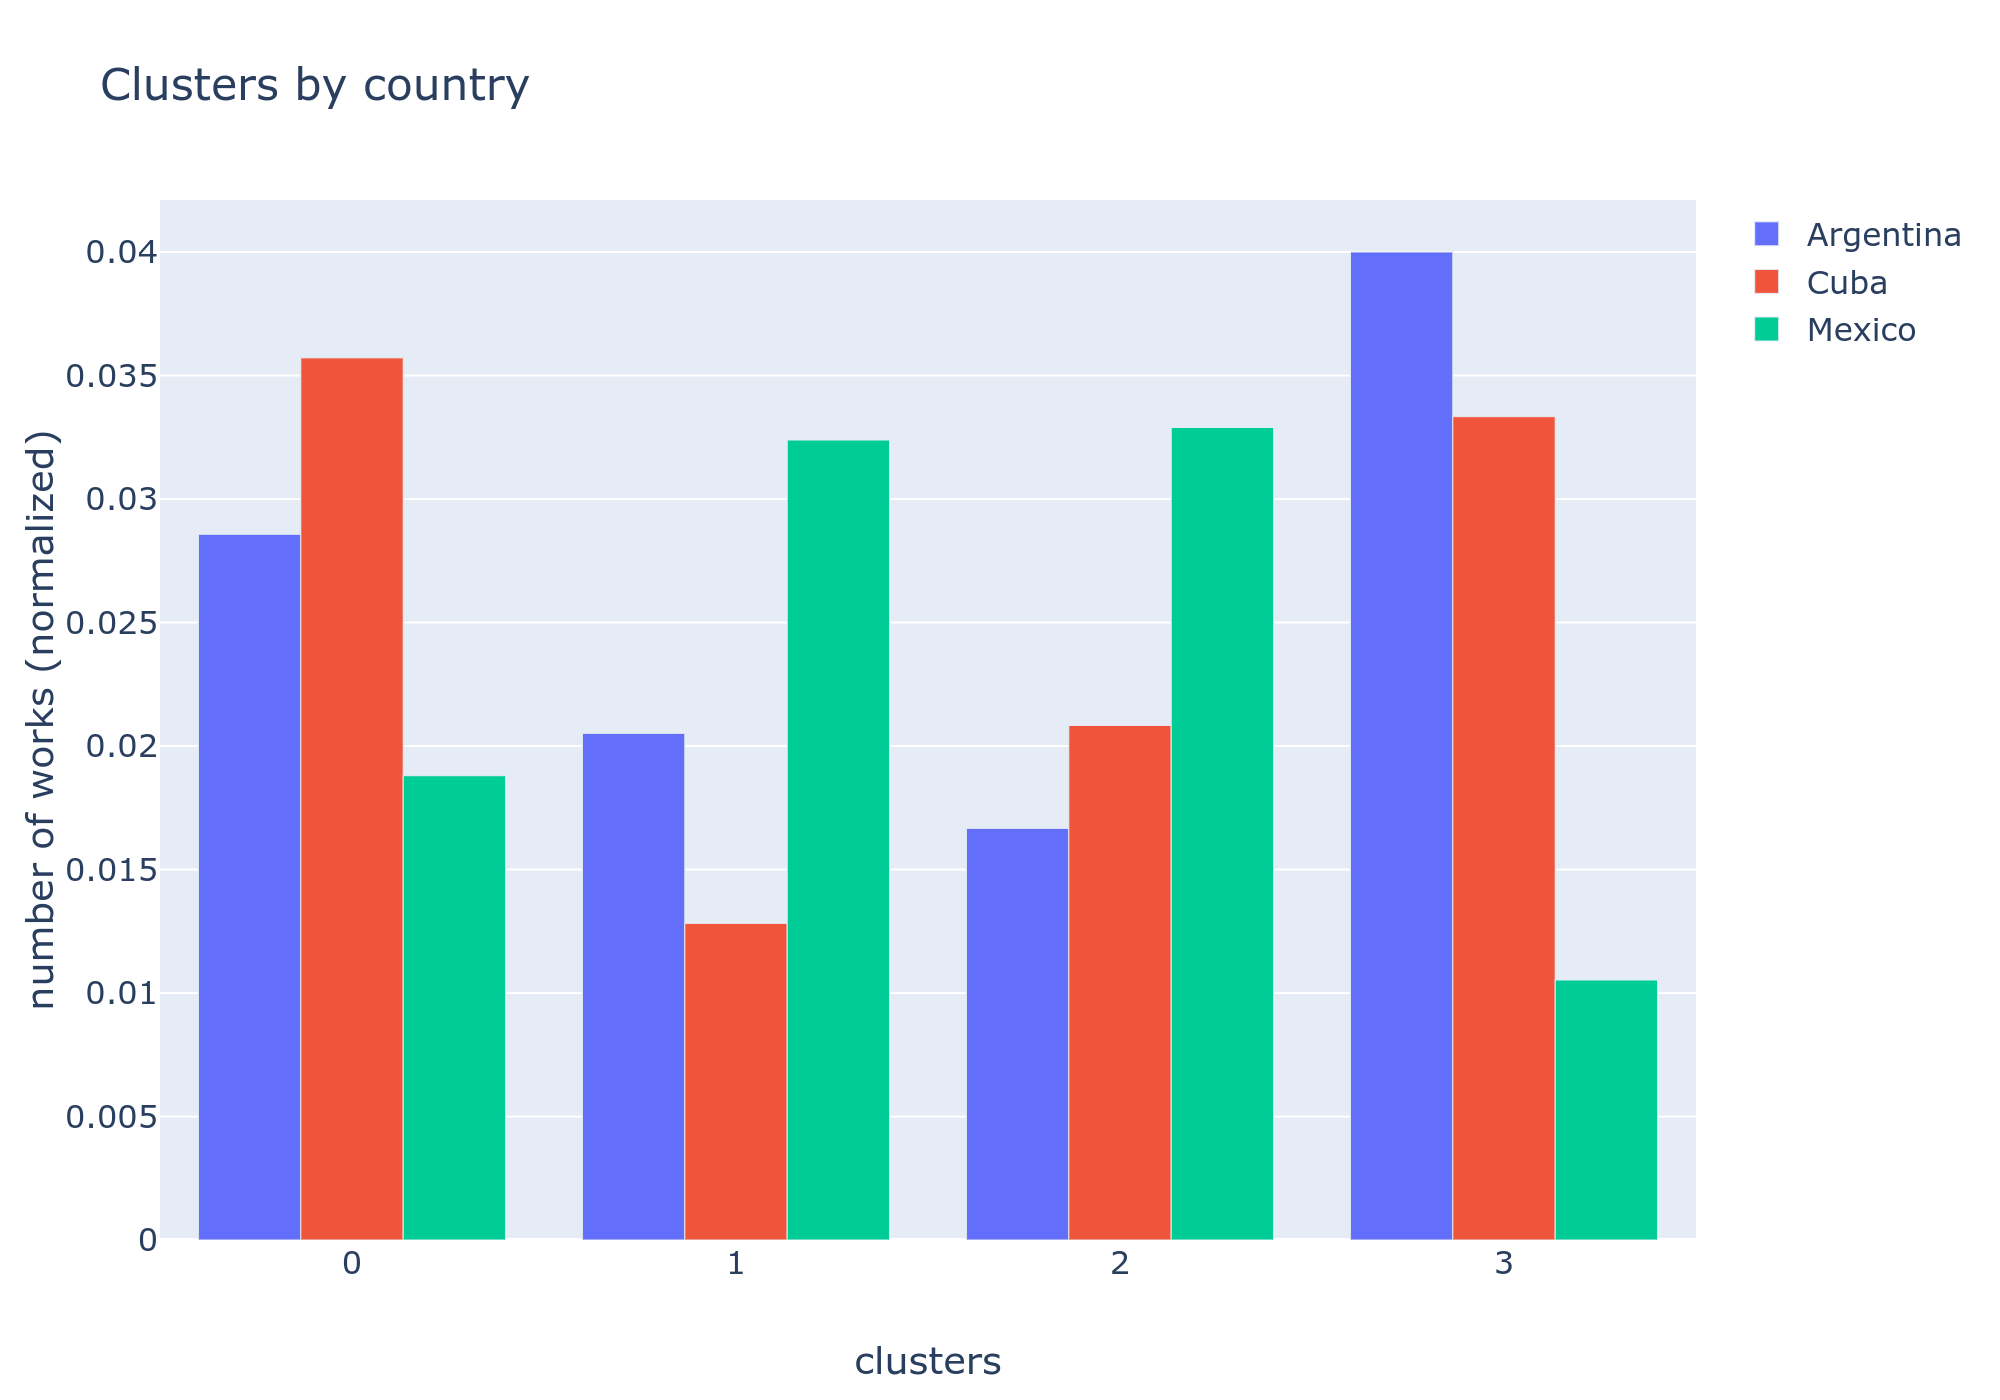 Clusters by country
0.04
0.035
0.03
0.025
0.02
0.015
0.01
0.005
0
number of works (normalized)
0
1
2
3
clusters
Argentina
Cuba
Mexico